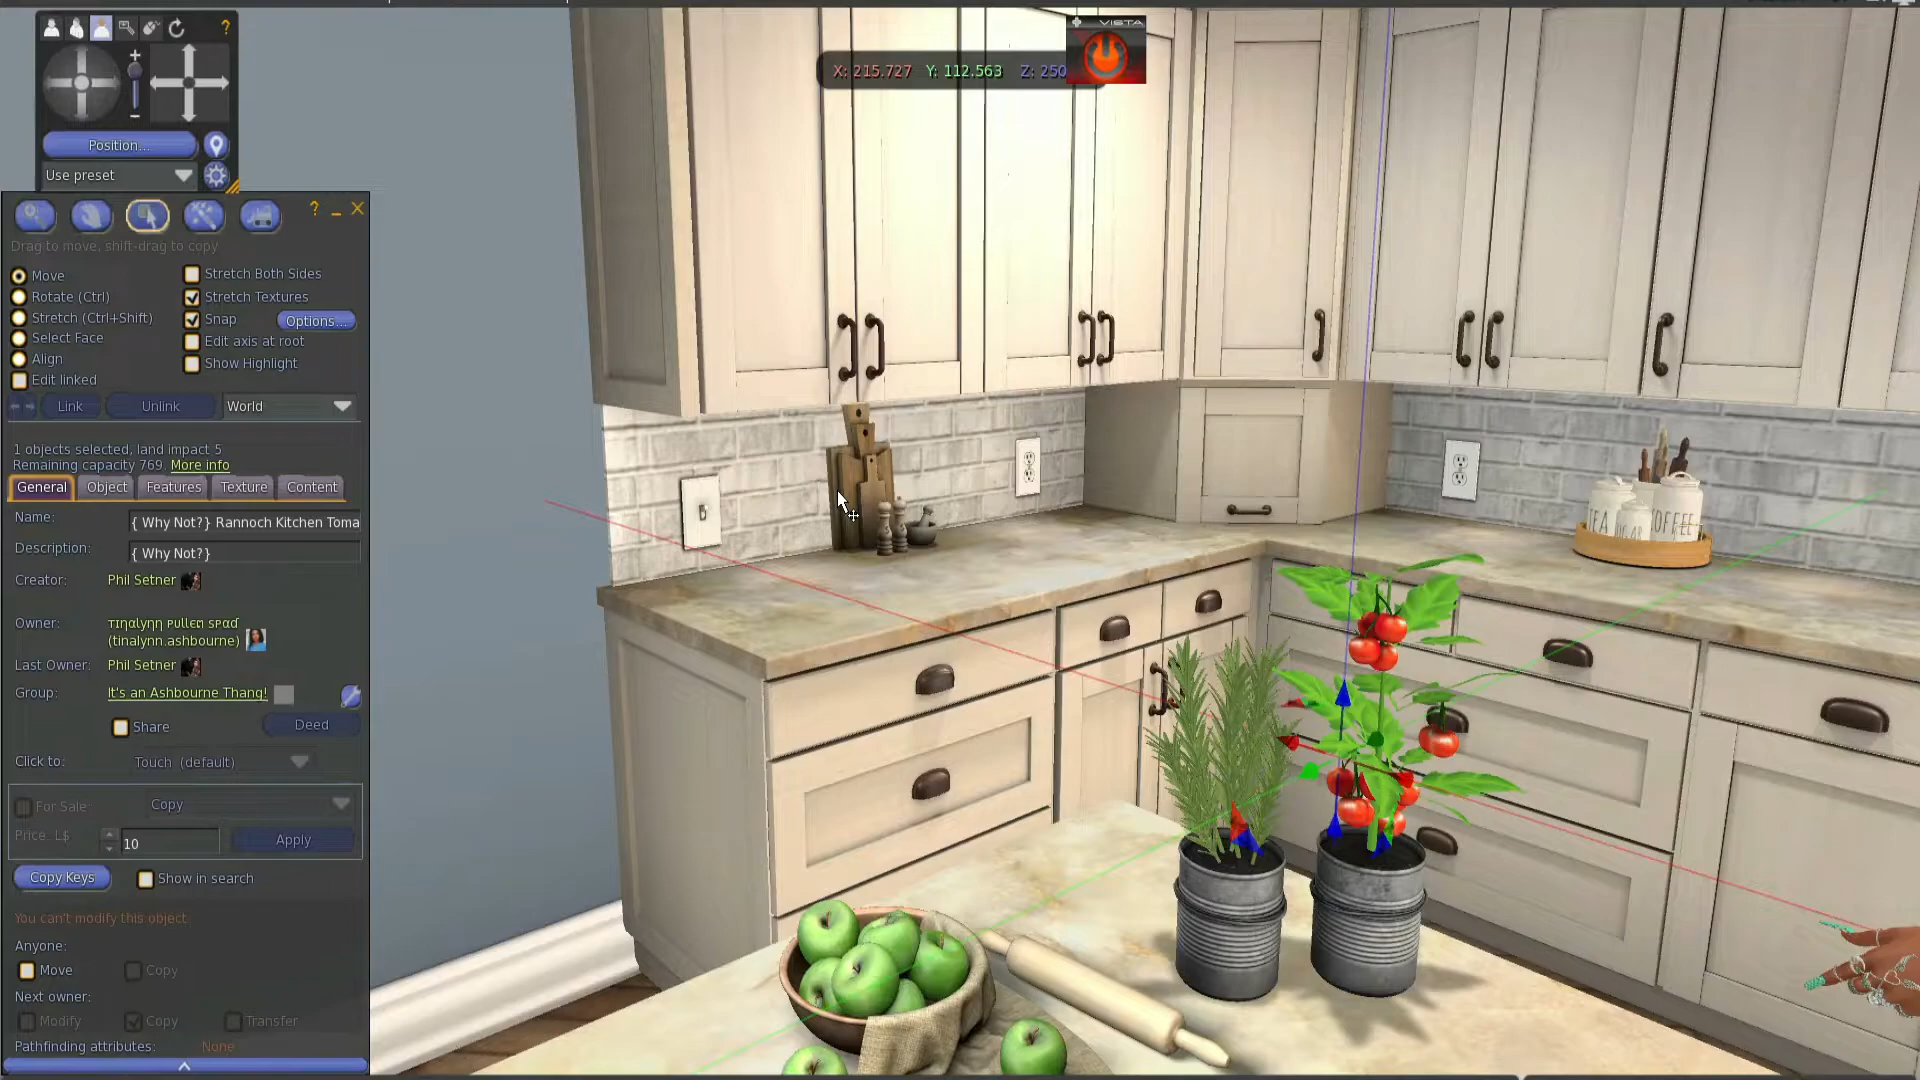 VISTA
X: 215.727 Y: 112.563 Z: 250
Position...
Use preset
Drag to move, shift-drag to copy
Move
Stretch Both Sides
Rotate (Ctrl)
Stretch Textures
Stretch (Ctrl+Shift)
Snap
Options...
Select Face
Edit axis at root
Align
Show Highlight
Edit linked
Link
Unlink
World
1 objects selected, land impact 5
Remaining capacity 769. More info
General
Object
Features
Texture
Content
Name:
{ Why Not?} Rannoch Kitchen Toma
Description:
{ Why Not?}
Creator:
Phil Setner
Owner:
(tinalynn.ashbourne)
Last Owner:
Phil Setner
Group:
It's an Ashbourne Thang!
Share
Deed
Click to:
Touch (default)
For Sale:
Copy
Price: L$
10
Apply
Copy Keys
Show in search
You can't modify this object
Anyone:
Move
Copy
Next owner:
Modify
Copy
Transfer
Pathfinding attributes:
None
TEA
COFFEE